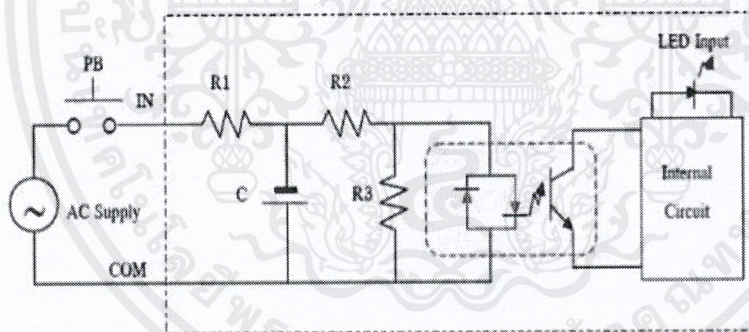 LED Input
PB
IN
R1
R2
AC Supply
C
R3
Internal
Circuit
COM